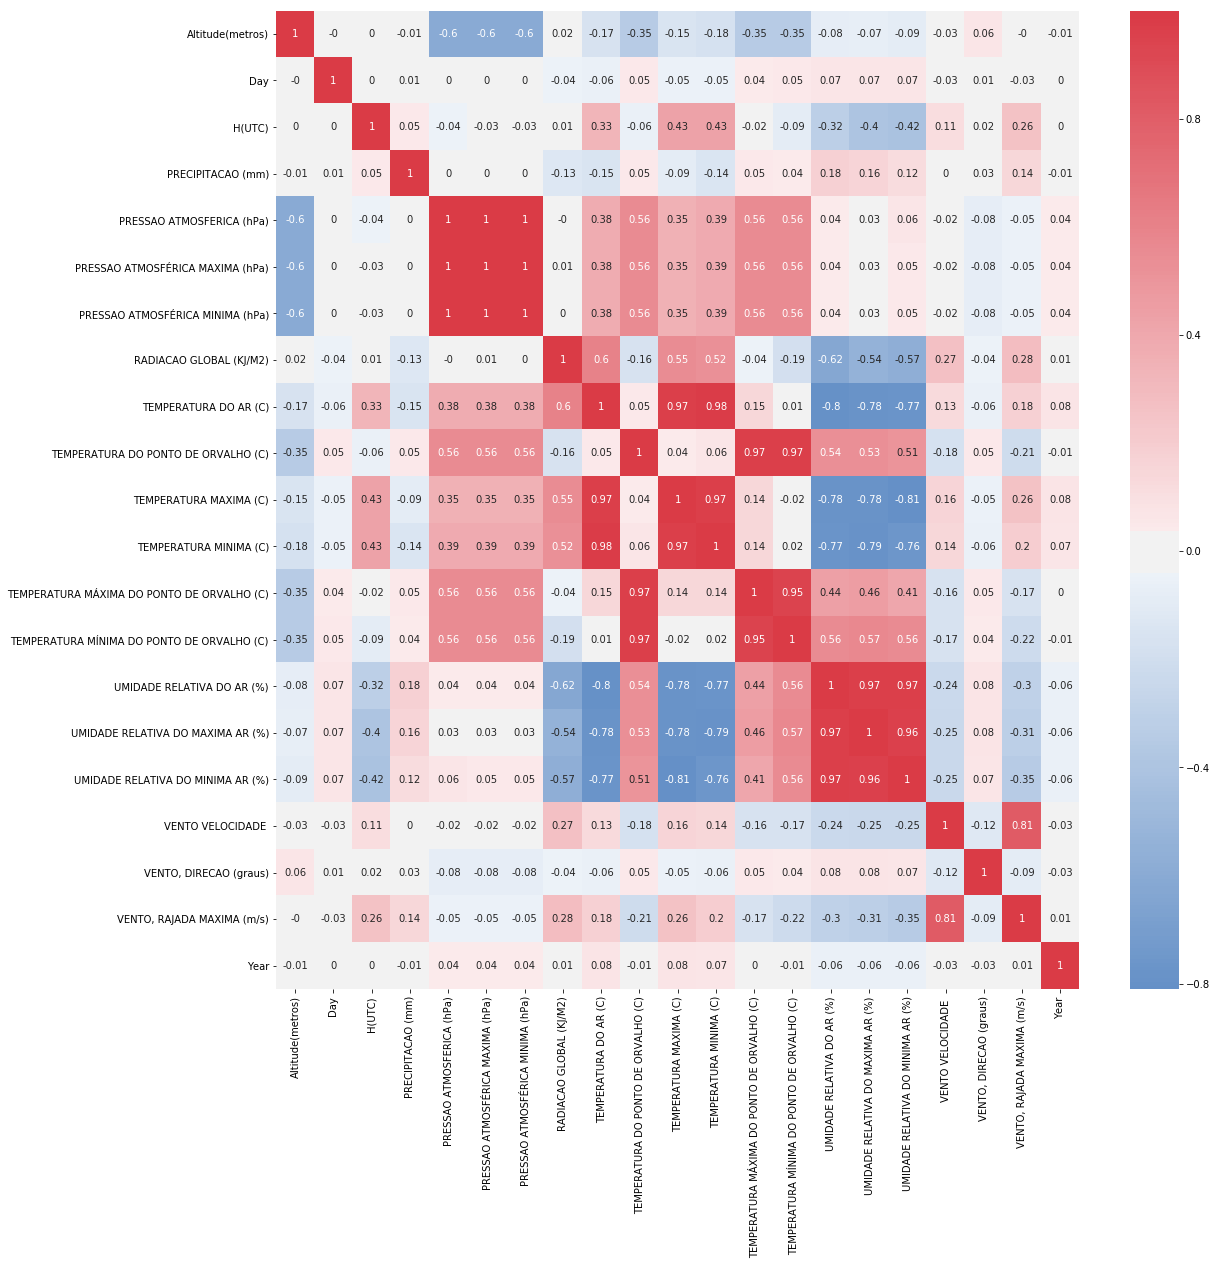 Altitude(metros) 1 -0 0 -0.01 -0.6 -0.6 -0.6 0.02 -0.17 -0.35 -0.15 -0.18 -0.35 -0.35 -0.08 -0.07 -0.09 -0.03 0.06 -0 -0.01
Day -0 1 0 0.01 0 0 0 -0.04 -0.06 0.05 -0.05 -0.05 0.04 0.05 0.07 0.07 0.07 -0.03 0.01 -0.03 0
H(UTC) 0 0 1 0.05 -0.04 -0.03 -0.03 0.01 0.33 -0.06 0.43 0.43 -0.02 -0.09 -0.32 -0.4 -0.42 0.11 0.02 0.26 0
PRECIPITACAO (mm) -0.01 0.01 0.05 1 0 0 0 -0.13 -0.15 0.05 -0.09 -0.14 0.05 0.04 0.18 0.16 0.12 0 0.03 0.14 -0.01
PRESSAO ATMOSFERICA (hPa) -0.6 0 -0.04 0 1 1 1 -0 0.38 0.56 0.35 0.39 0.56 0.56 0.04 0.03 0.06 -0.02 -0.08 -0.05 0.04
PRESSAO ATMOSFÉRICA MAXIMA (hPa) -0.6 0 -0.03 0 1 1 1 0.01 0.38 0.56 0.35 0.39 0.56 0.56 0.04 0.03 0.05 -0.02 -0.08 -0.05 0.04
PRESSAO ATMOSFÉRICA MINIMA (hPa) -0.6 0 -0.03 0 1 1 1 0 0.38 0.56 0.35 0.39 0.56 0.56 0.04 0.03 0.05 -0.02 -0.08 -0.05 0.04
RADIACAO GLOBAL (KJ/M2) 0.02 -0.04 0.01 -0.13 -0 0.01 0 1 0.6 -0.16 0.55 0.52 -0.04 -0.19 -0.62 -0.54 -0.57 0.27 -0.04 0.28 0.01
TEMPERATURA DO AR (C) -0.17 -0.06 0.33 -0.15 0.38 0.38 0.38 0.6 1 0.05 0.97 0.98 0.15 0.01 -0.8 -0.78 -0.77 0.13 -0.06 0.18 0.08
TEMPERATURA DO PONTO DE ORVALHO (C) -0.35 0.05 -0.06 0.05 0.56 0.56 0.56 -0.16 0.05 1 0.04 0.06 0.97 0.97 0.54 0.53 0.51 -0.18 0.05 -0.21 -0.01
TEMPERATURA MAXIMA (C) -0.15 -0.05 0.43 -0.09 0.35 0.35 0.35 0.55 0.97 0.04 1 0.97 0.14 -0.02 -0.78 -0.78 -0.81 0.16 -0.05 0.26 0.08
TEMPERATURA MINIMA (C) -0.18 -0.05 0.43 -0.14 0.39 0.39 0.39 0.52 0.98 0.06 0.97 1 0.14 0.02 -0.77 -0.79 -0.76 0.14 -0.06 0.2 0.07
TEMPERATURA MÁXIMA DO PONTO DE ORVALHO (C) -0.35 0.04 -0.02 0.05 0.56 0.56 0.56 -0.04 0.15 0.97 0.14 0.14 1 0.95 0.44 0.46 0.41 -0.16 0.05 -0.17 0
TEMPERATURA MÍNIMA DO PONTO DE ORVALHO (C) -0.35 0.05 -0.09 0.04 0.56 0.56 0.56 -0.19 0.01 0.97 -0.02 0.02 0.95 1 0.56 0.57 0.56 -0.17 0.04 -0.22 -0.01
UMIDADE RELATIVA DO AR (%) -0.08 0.07 -0.32 0.18 0.04 0.04 0.04 -0.62 -0.8 0.54 -0.78 -0.77 0.44 0.56 1 0.97 0.97 -0.24 0.08 -0.3 -0.06
UMIDADE RELATIVA DO MAXIMA AR (%) -0.07 0.07 -0.4 0.16 0.03 0.03 0.03 -0.54 -0.78 0.53 -0.78 -0.79 0.46 0.57 0.97 1 0.96 -0.25 0.08 -0.31 -0.06
UMIDADE RELATIVA DO MINIMA AR (%) -0.09 0.07 -0.42 0.12 0.06 0.05 0.05 -0.57 -0.77 0.51 -0.81 -0.76 0.41 0.56 0.97 0.96 1 -0.25 0.07 -0.35 -0.06
VENTO VELOCIDADE -0.03 -0.03 0.11 0 -0.02 -0.02 -0.02 0.27 0.13 -0.18 0.16 0.14 -0.16 -0.17 -0.24 -0.25 -0.25 1 -0.12 0.81 -0.03
VENTO, DIRECAO (graus) 0.06 0.01 0.02 0.03 -0.08 -0.08 -0.08 -0.04 -0.06 0.05 -0.05 -0.06 0.05 0.04 0.08 0.08 0.07 -0.12 1 -0.09 -0.03
VENTO, RAJADA MAXIMA (m/s) -0 -0.03 0.26 0.14 -0.05 -0.05 -0.05 0.28 0.18 -0.21 0.26 0.2 -0.17 -0.22 -0.3 -0.31 -0.35 0.81 -0.09 1 0.01
Year -0.01 0 0 -0.01 0.04 0.04 0.04 0.01 0.08 -0.01 0.08 0.07 0 -0.01 -0.06 -0.06 -0.06 -0.03 -0.03 0.01 1
Altitude(metros)
Day
H(UTC)
PRECIPITACAO (mm)
PRESSAO ATMOSFERICA (hPa)
PRESSAO ATMOSFÉRICA MAXIMA (hPa)
PRESSAO ATMOSFÉRICA MINIMA (hPa)
RADIACAO GLOBAL (KJ/M2)
TEMPERATURA DO AR (C)
TEMPERATURA DO PONTO DE ORVALHO (C)
TEMPERATURA MAXIMA (C)
TEMPERATURA MINIMA (C)
TEMPERATURA MÁXIMA DO PONTO DE ORVALHO (C)
TEMPERATURA MÍNIMA DO PONTO DE ORVALHO (C)
UMIDADE RELATIVA DO AR (%)
UMIDADE RELATIVA DO MAXIMA AR (%)
UMIDADE RELATIVA DO MINIMA AR (%)
VENTO VELOCIDADE
VENTO, DIRECAO (graus)
VENTO, RAJADA MAXIMA (m/s)
Year
0.8
0.4
0.0
−0.4
−0.8